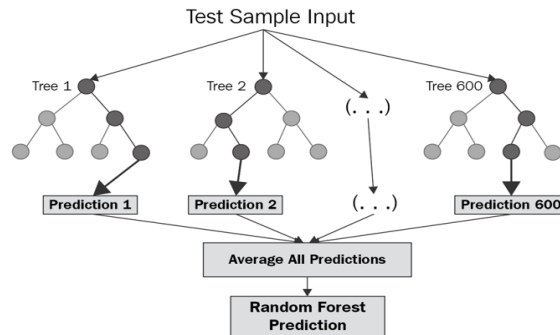 Test Sample Input
Tree 1
Tree 2
(. . .)
Tree 600
Prediction 1
Prediction 2
(. . .)
Prediction 600
Average All Predictions
Random Forest
Prediction